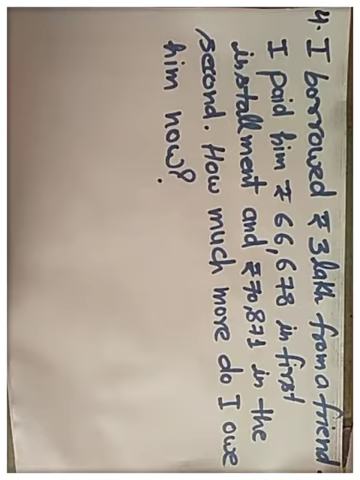 4. I borrowed ₹ 3 lakh from a friend.
I paid him ₹ 66,678 in first
installment and ₹ 70,871 in the
second. How much more do I owe
him now?